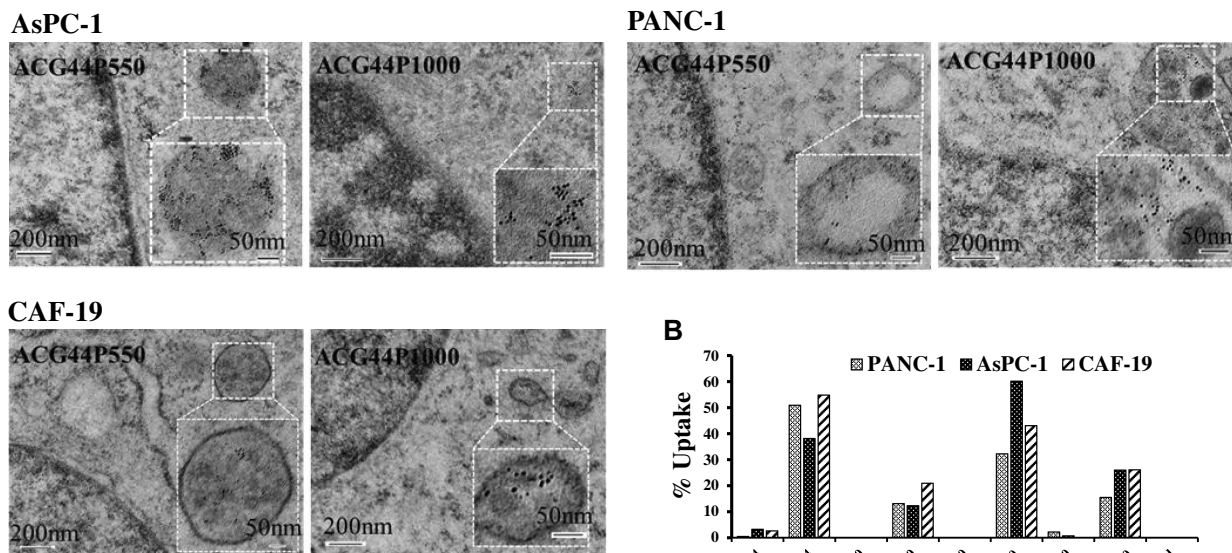 AsPC-1
PANC-1
ACG44P550
ACG44P1000
ACG44P550
ACG44P1000
200nm
50nm
200nm
50nm
200nm
50nm
200nm
50nm
CAF-19
ACG44P550
ACG44P1000
200nm
50nm
200nm
50nm
B
PANC-1 AsPC-1 CAF-19
% Uptake
70
60
50
40
30
20
10
0